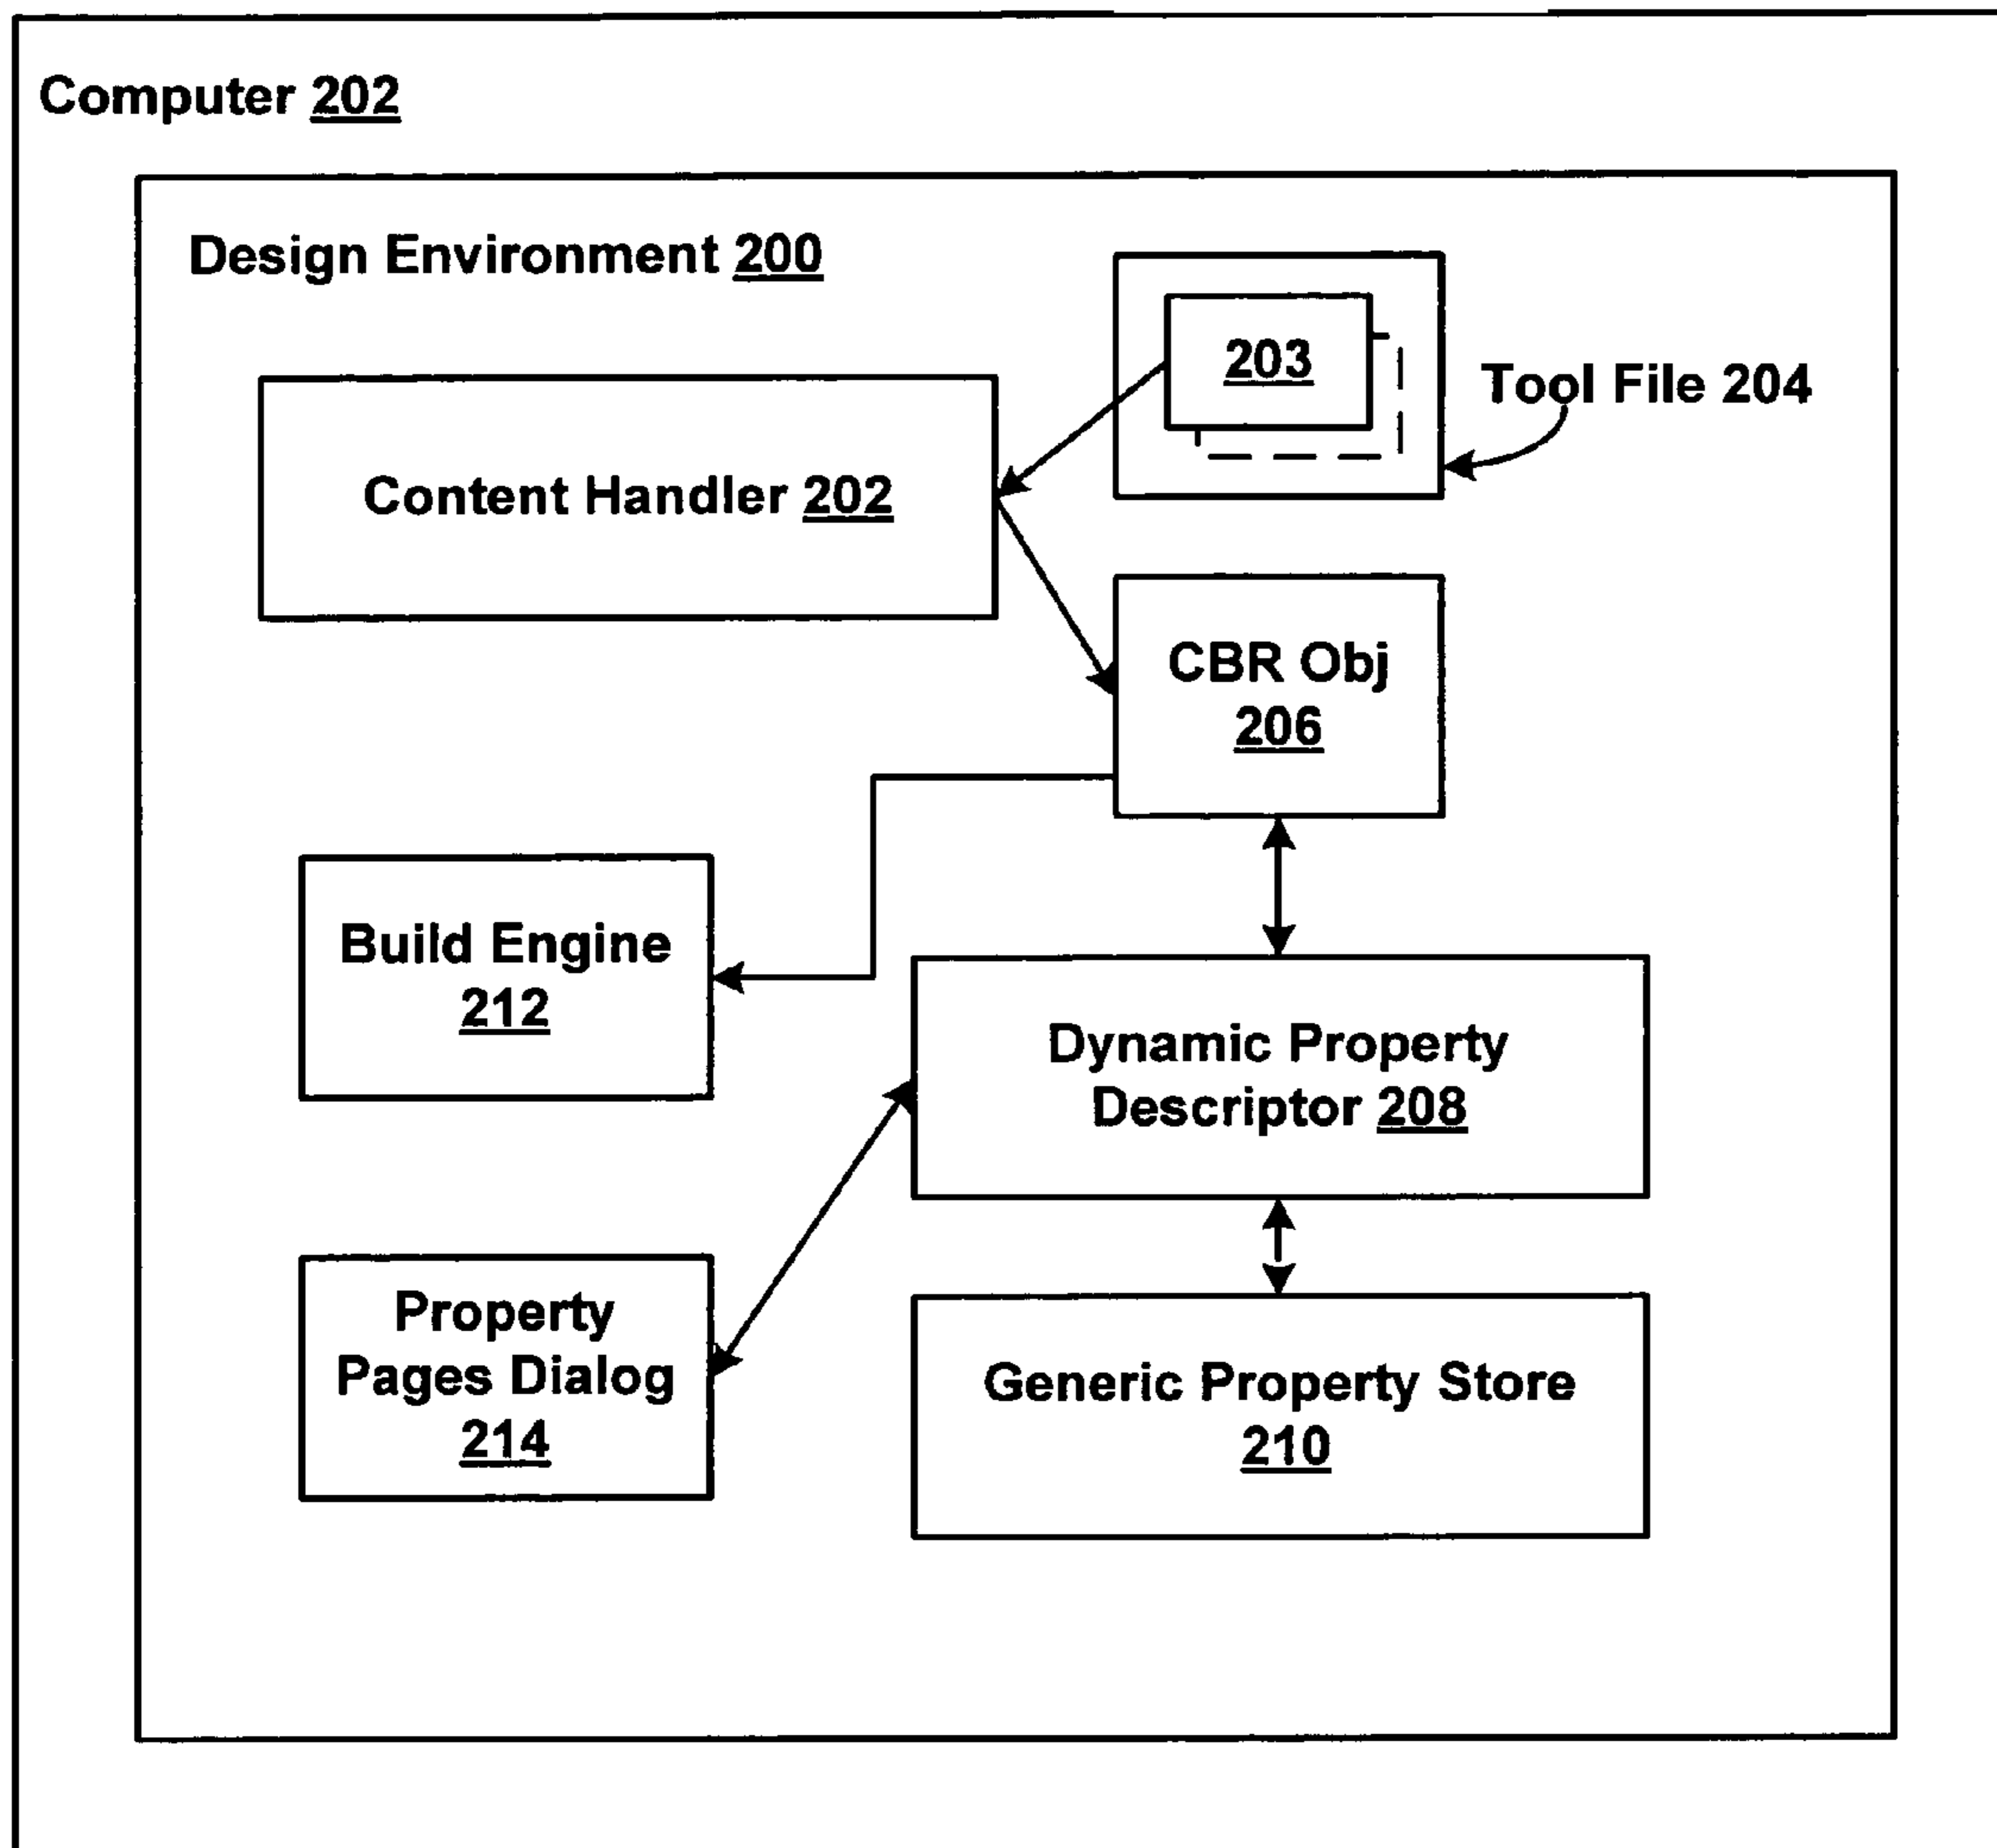 Computer 202
Design Environment 200
203
Tool File 204
Content Handler 202
CBR Obj
206
Build Engine
212
Dynamic Property
Descriptor 208
Property
Pages Dialog
214
Generic Property Store
210